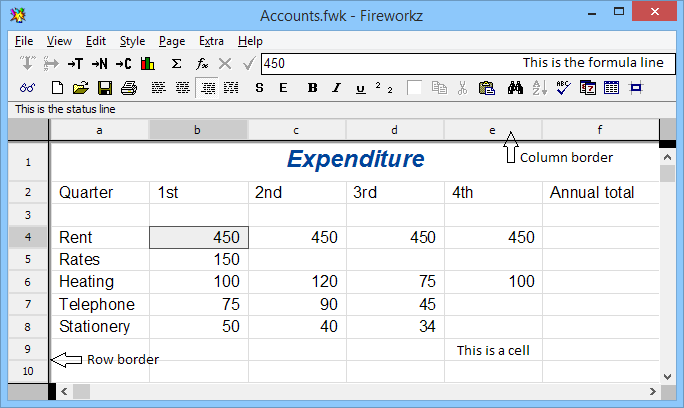 Accounts.fwk - Fireworkz
File View Edit Style Page Extra Help
→T →N →C Σ fx 450 This is the formula line
S E B I U 2 2 ABC A Z
This is the status line
a b c d e f
Column border
1 Expenditure
2 Quarter 1st 2nd 3rd 4th Annual total
3
4 Rent 450 450 450 450
5 Rates 150
6 Heating 100 120 75 100
7 Telephone 75 90 45
8 Stationery 50 40 34
9 This is a cell
Row border
10